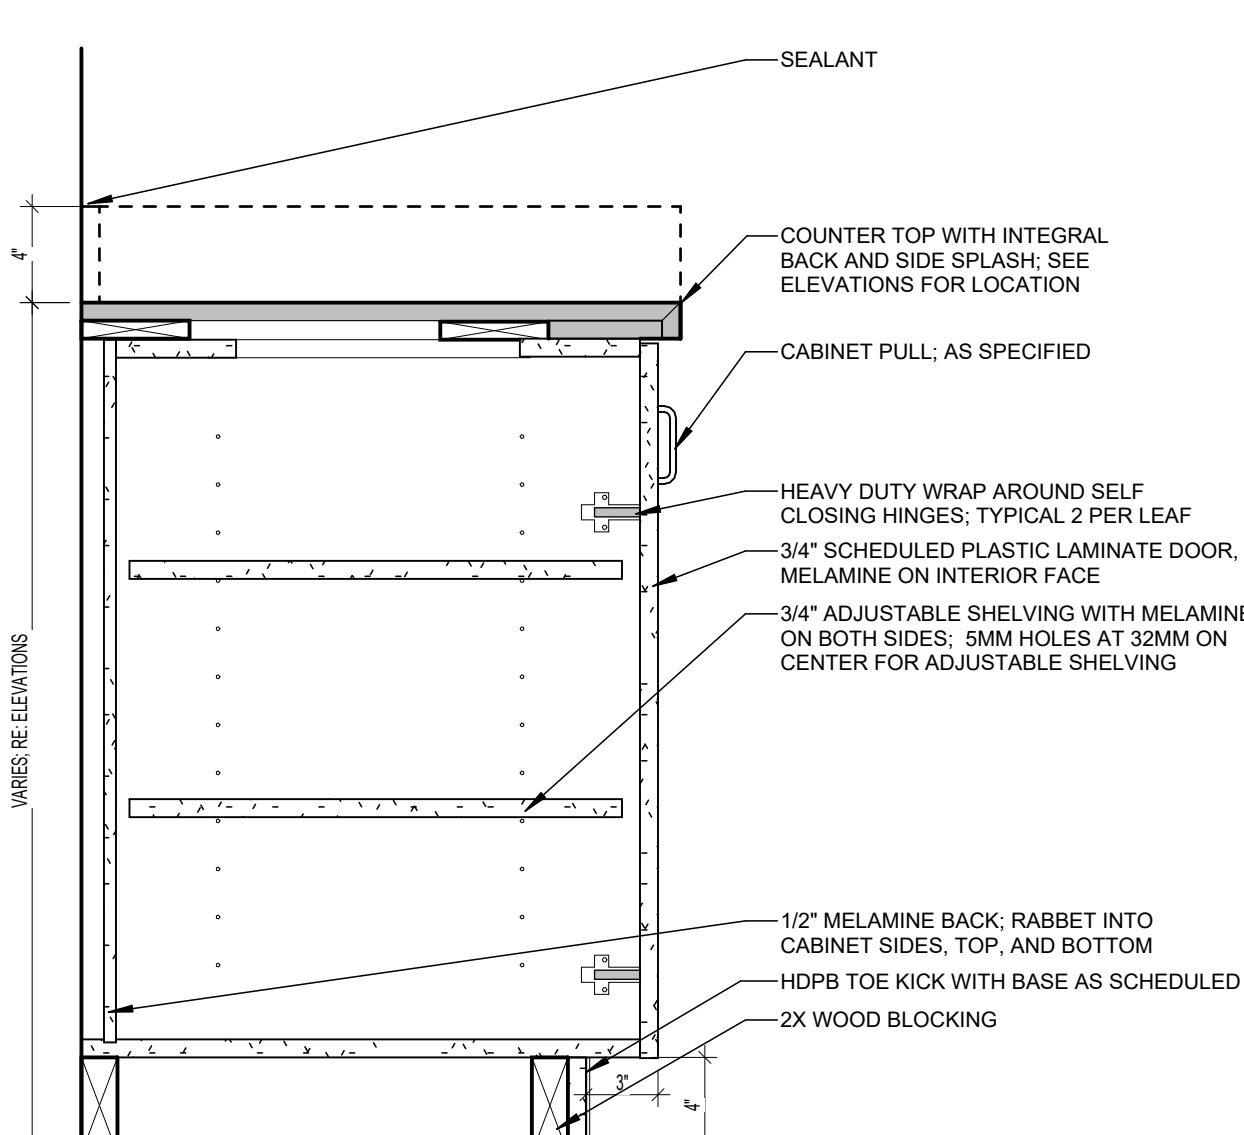 SEALANT
4"
COUNTER TOP WITH INTEGRAL
BACK AND SIDE SPLASH; SEE
ELEVATIONS FOR LOCATION
CABINET PULL; AS SPECIFIED
HEAVY DUTY WRAP AROUND SELF
CLOSING HINGES; TYPICAL 2 PER LEAF
3/4" SCHEDULED PLASTIC LAMINATE DOOR,
MELAMINE ON INTERIOR FACE
3/4" ADJUSTABLE SHELVING WITH MELAMINE
ON BOTH SIDES;  5MM HOLES AT 32MM ON
CENTER FOR ADJUSTABLE SHELVING
VARIES; RE: ELEVATIONS
1/2" MELAMINE BACK; RABBET INTO
CABINET SIDES, TOP, AND BOTTOM
HDPB TOE KICK WITH BASE AS SCHEDULED
2X WOOD BLOCKING
3"
4"